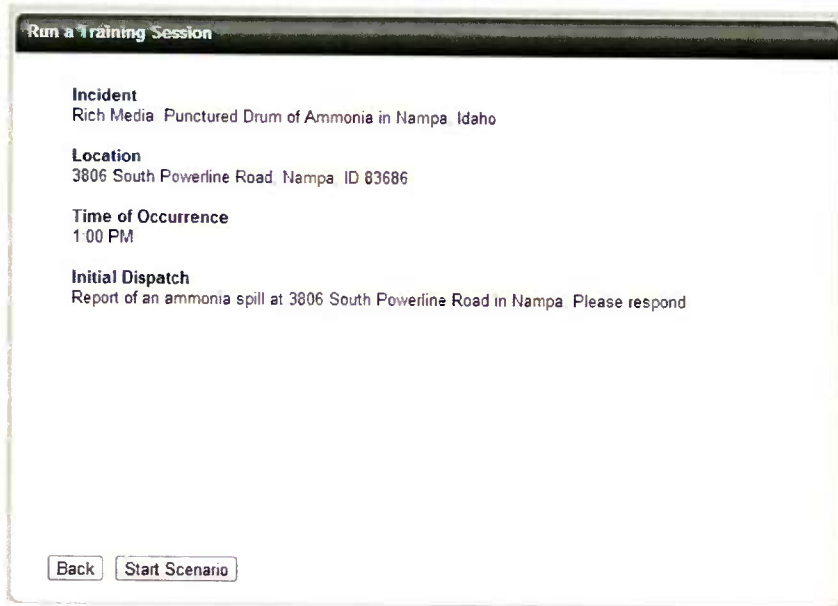 Run a Training Session
Incident
Rich Media Punctured Drum of Ammonia in Nampa, Idaho
Location
3806 South Powerline Road, Nampa, ID 83686
Time of Occurrence
1:00 PM
Initial Dispatch
Report of an ammonia spill at 3806 South Powerline Road in Nampa. Please respond
Back
Start Scenario